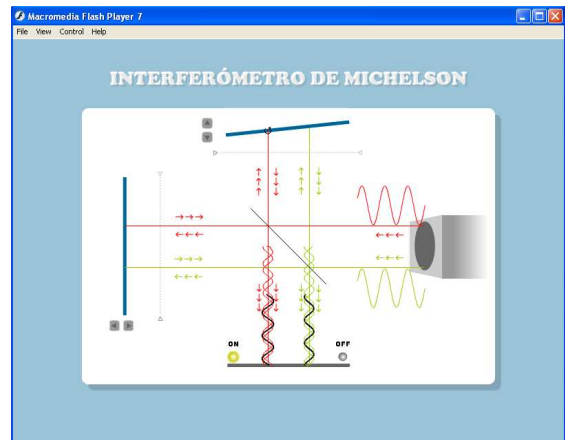 Macromedia Flash Player 7
File View Control Help
INTERFERÓMETRO DE MICHELSON
ON OFF